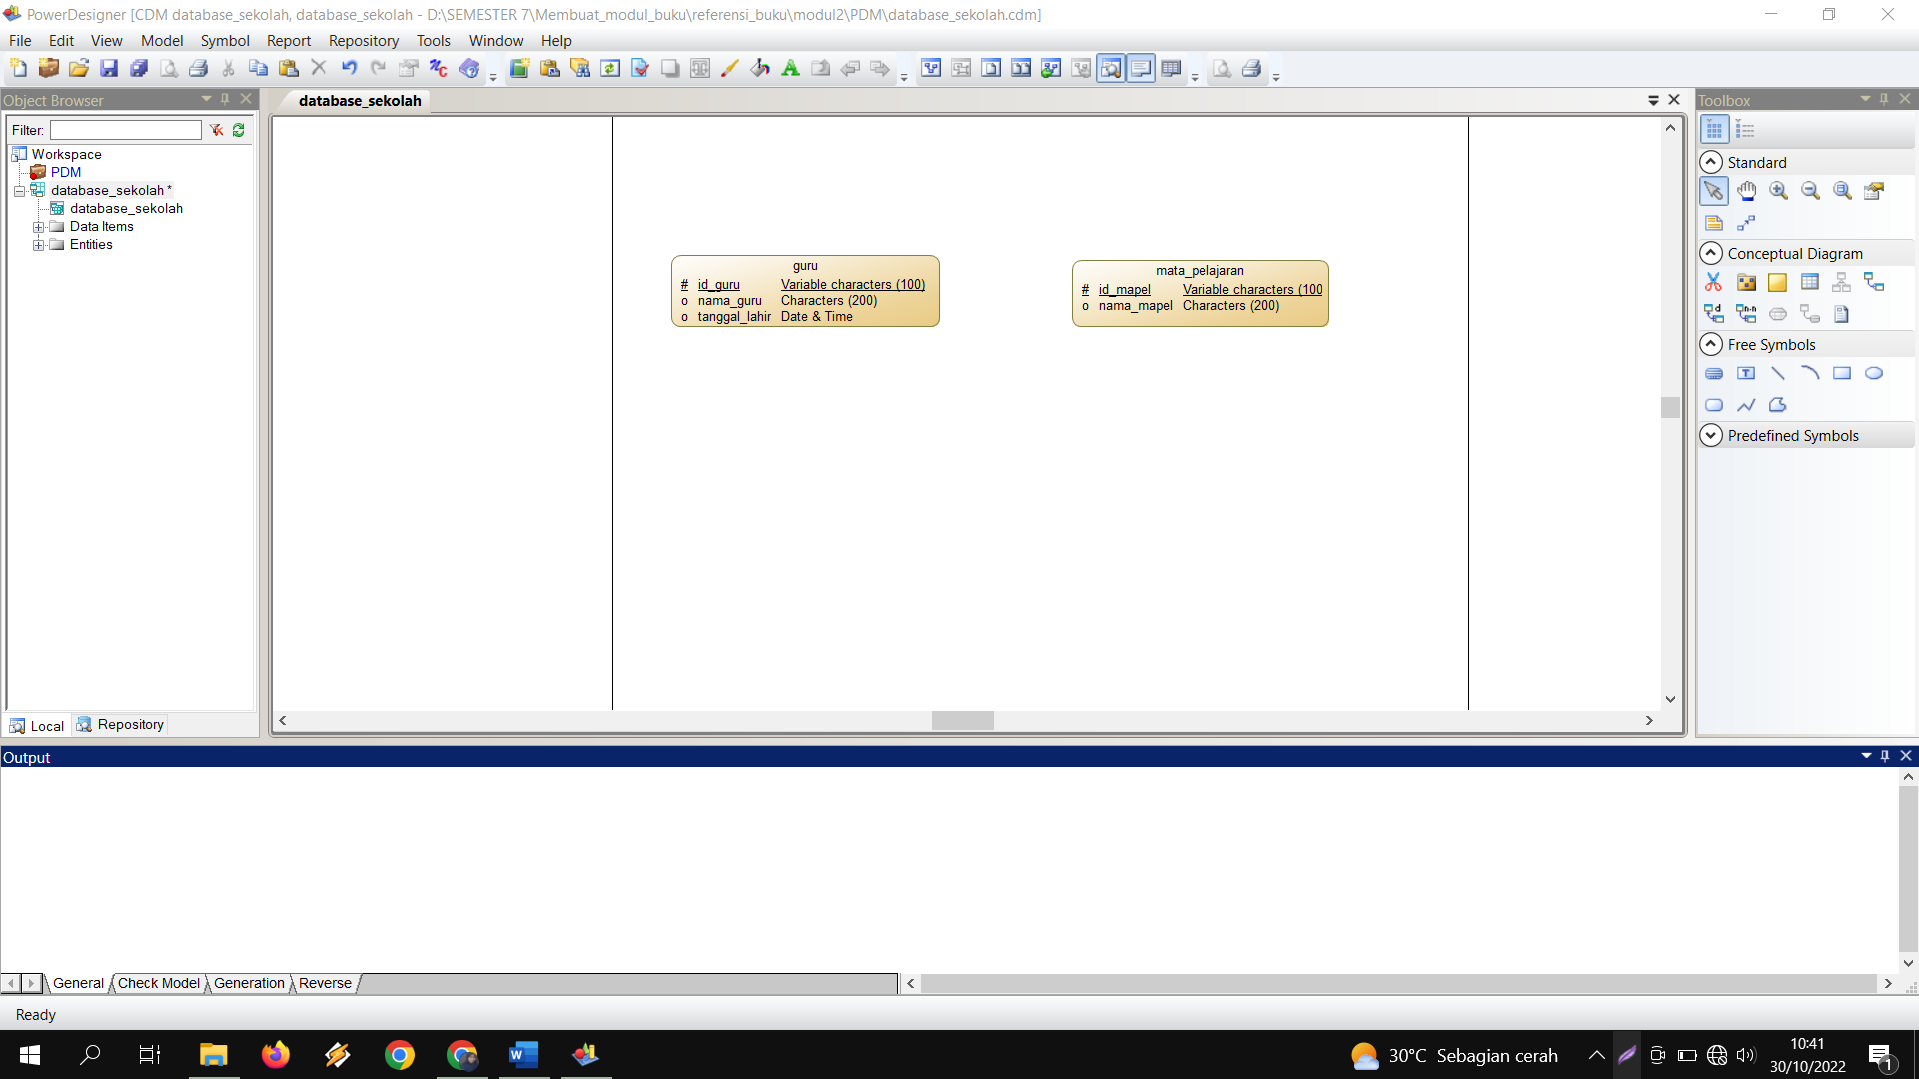 PowerDesigner [CDM database_sekolah, database_sekolah - D:\SEMESTER 7\Membuat_modul_buku\referensi_buku\modul2\PDM\database_sekolah.cdm]
File Edit View Model Symbol Report Repository Tools Window Help
Object Browser
database_sekolah
Toolbox
Filter:
Workspace
PDM
database_sekolah *
database_sekolah
Data Items
Entities
guru
# id_guru Variable characters (100)
o nama_guru Characters (200)
o tanggal_lahir Date & Time
mata_pelajaran
# id_mapel Variable characters (100
o nama_mapel Characters (200)
Standard
Conceptual Diagram
Free Symbols
Predefined Symbols
Local Repository
Output
General Check Model Generation Reverse
Ready
30°C Sebagian cerah
10:41
30/10/2022
1